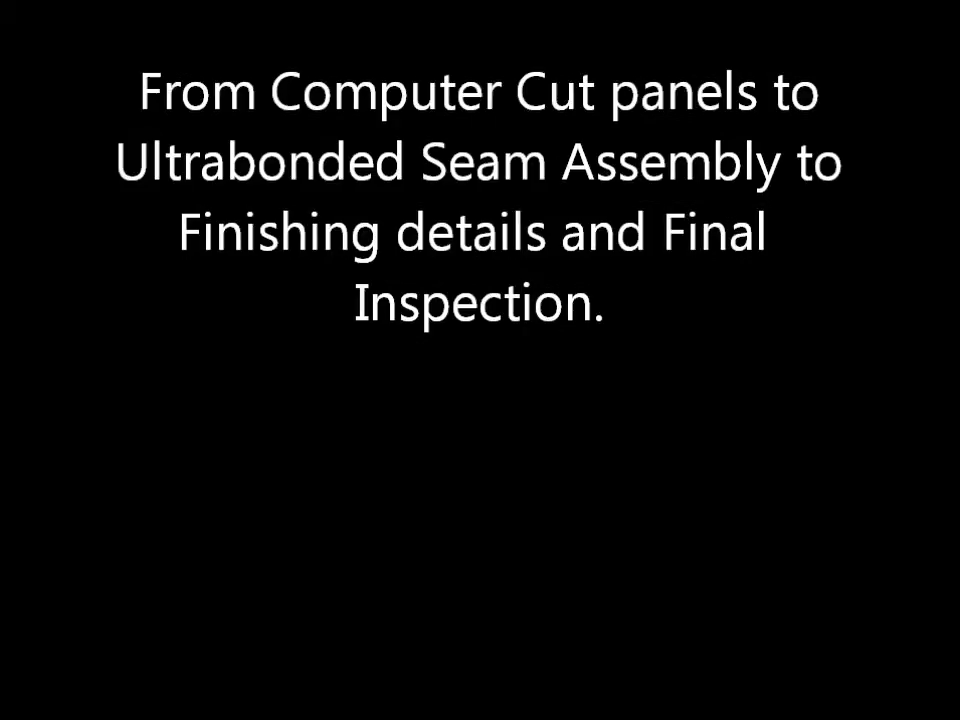 From Computer Cut panels to
Ultrabonded Seam Assembly to
Finishing details and Final
Inspection.